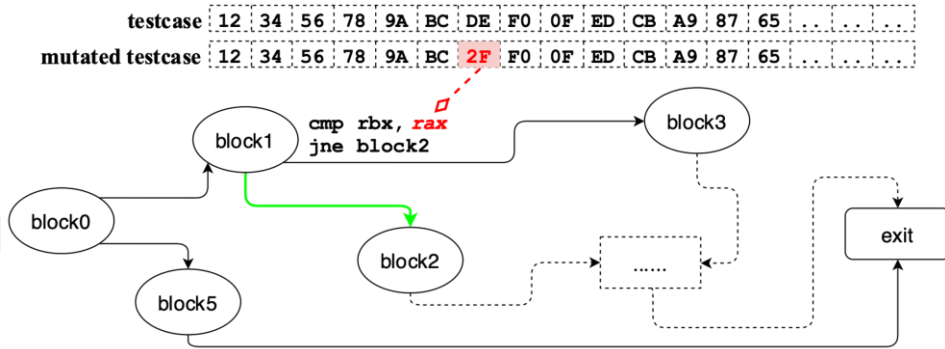 testcase 12 34 56 78 9A BC DE F0 0F ED CB A9 87 65 .. .. ..
mutated testcase 12 34 56 78 9A BC 2F F0 0F ED CB A9 87 65 .. .. ..
cmp rbx, rax
jne block2
block3
block1
block0
block2
......
exit
block5